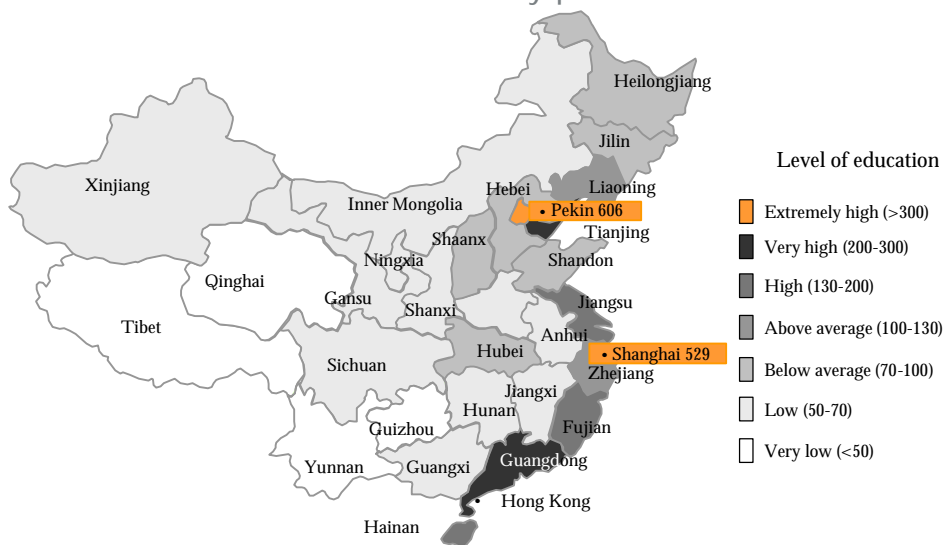 Heilongjiang
Jilin
Level of education
Xinjiang
Hebei
Liaoning
Inner Mongolia
Pekin 606
Extremely high (>300)
Tianjing
Shaanx
Very high (200-300)
Ningxia
Shandon
Qinghai
High (130-200)
Gansu
Shanxi
Jiangsu
Tibet
Anhui
Above average (100-130)
Hubei
Shanghai 529
Sichuan
Zhejiang
Below average (70-100)
Jiangxi
Hunan
Low (50-70)
Guizhou
Fujian
Very low (<50)
Yunnan
Guangxi
Guangdong
Hong Kong
Hainan